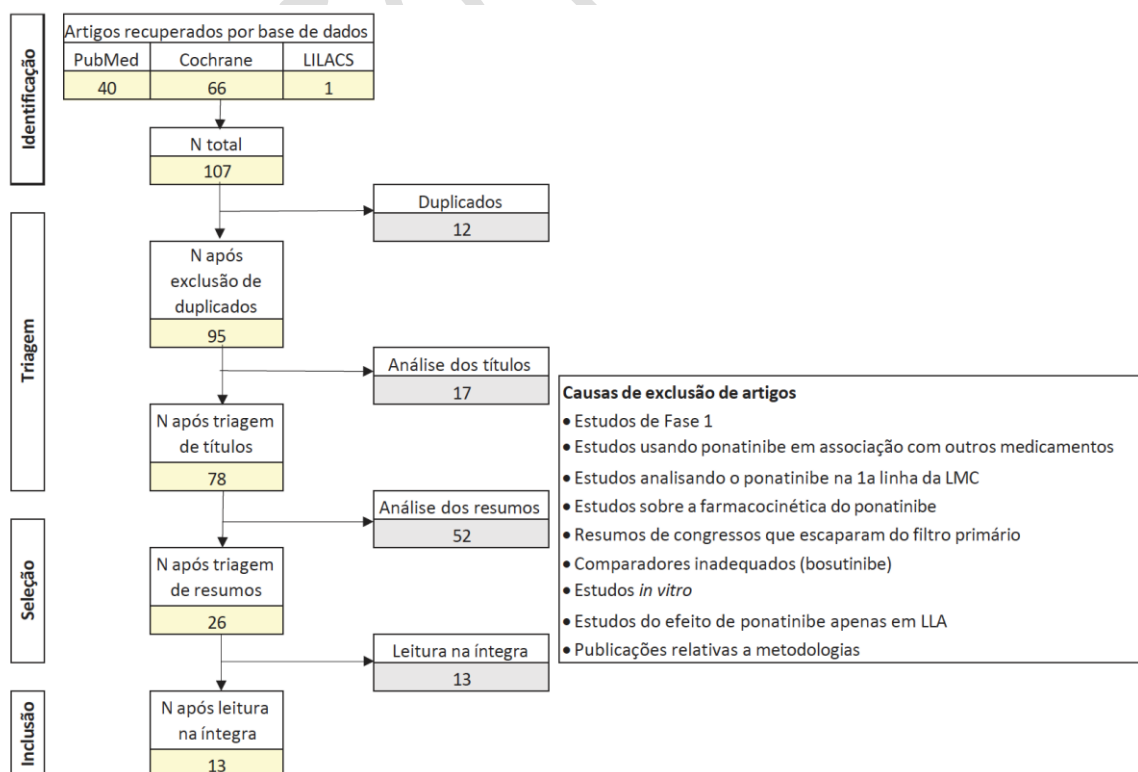 Identificação
Artigos recuperados por base de dados
PubMed Cochrane LILACS
40 66 1
N total
107
Duplicados
12
Triagem
N após
exclusão de
duplicados
95
Análise dos títulos
17
N após triagem
de títulos
78
Análise dos resumos
52
Seleção
N após triagem
de resumos
26
Leitura na íntegra
13
Inclusão
N após leitura
na íntegra
13
Causas de exclusão de artigos
• Estudos de Fase 1
• Estudos usando ponatinibe em associação com outros medicamentos
• Estudos analisando o ponatinibe na 1a linha da LMC
• Estudos sobre a farmacocinética do ponatinibe
• Resumos de congressos que escaparam do filtro primário
• Comparadores inadequados (bosutinibe)
• Estudos in vitro
• Estudos do efeito de ponatinibe apenas em LLA
• Publicações relativas a metodologias